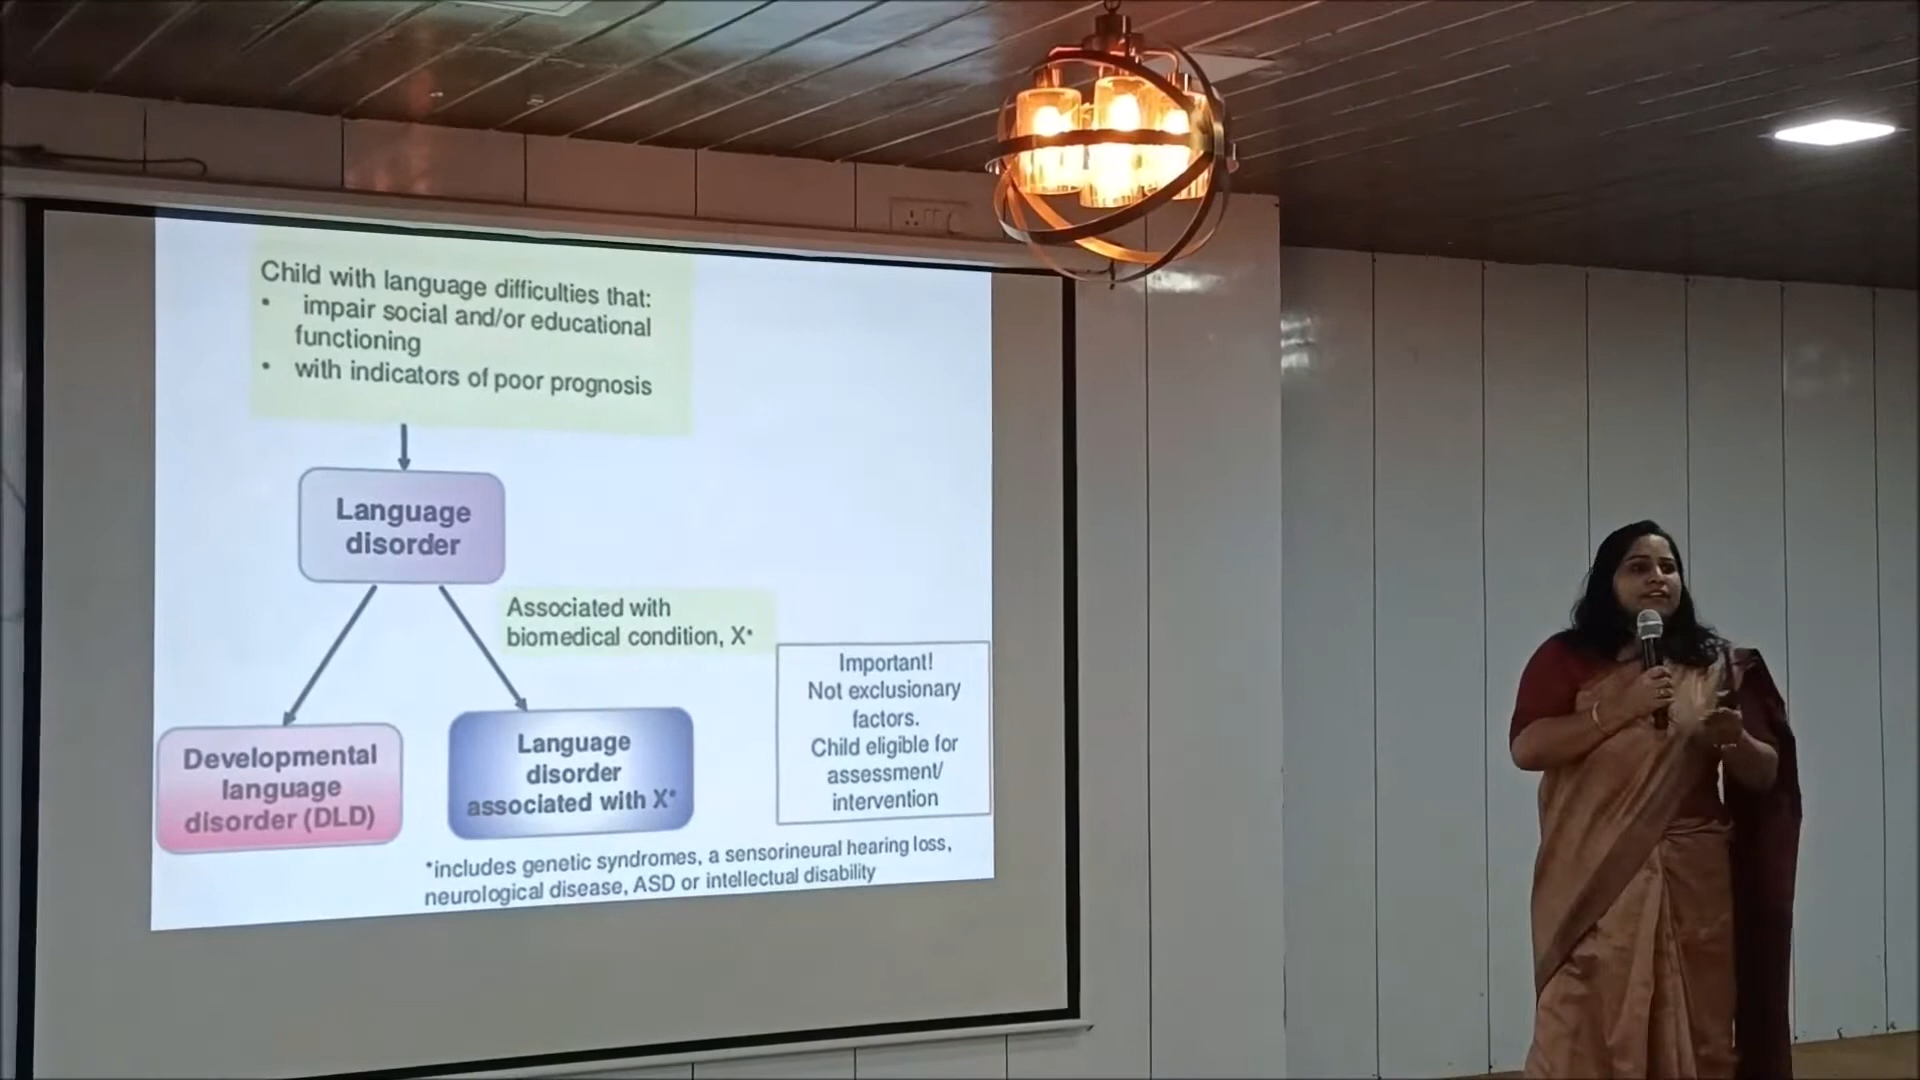 Child with language difficulties that:
• impair social and/or educational
functioning
• with indicators of poor prognosis
Language
disorder
Associated with
biomedical condition, X*
Developmental
language
disorder (DLD)
Language
disorder
associated with X*
Important!
Not exclusionary
factors.
Child eligible for
assessment/
intervention
*includes genetic syndromes, a sensorineural hearing loss,
neurological disease, ASD or intellectual disability